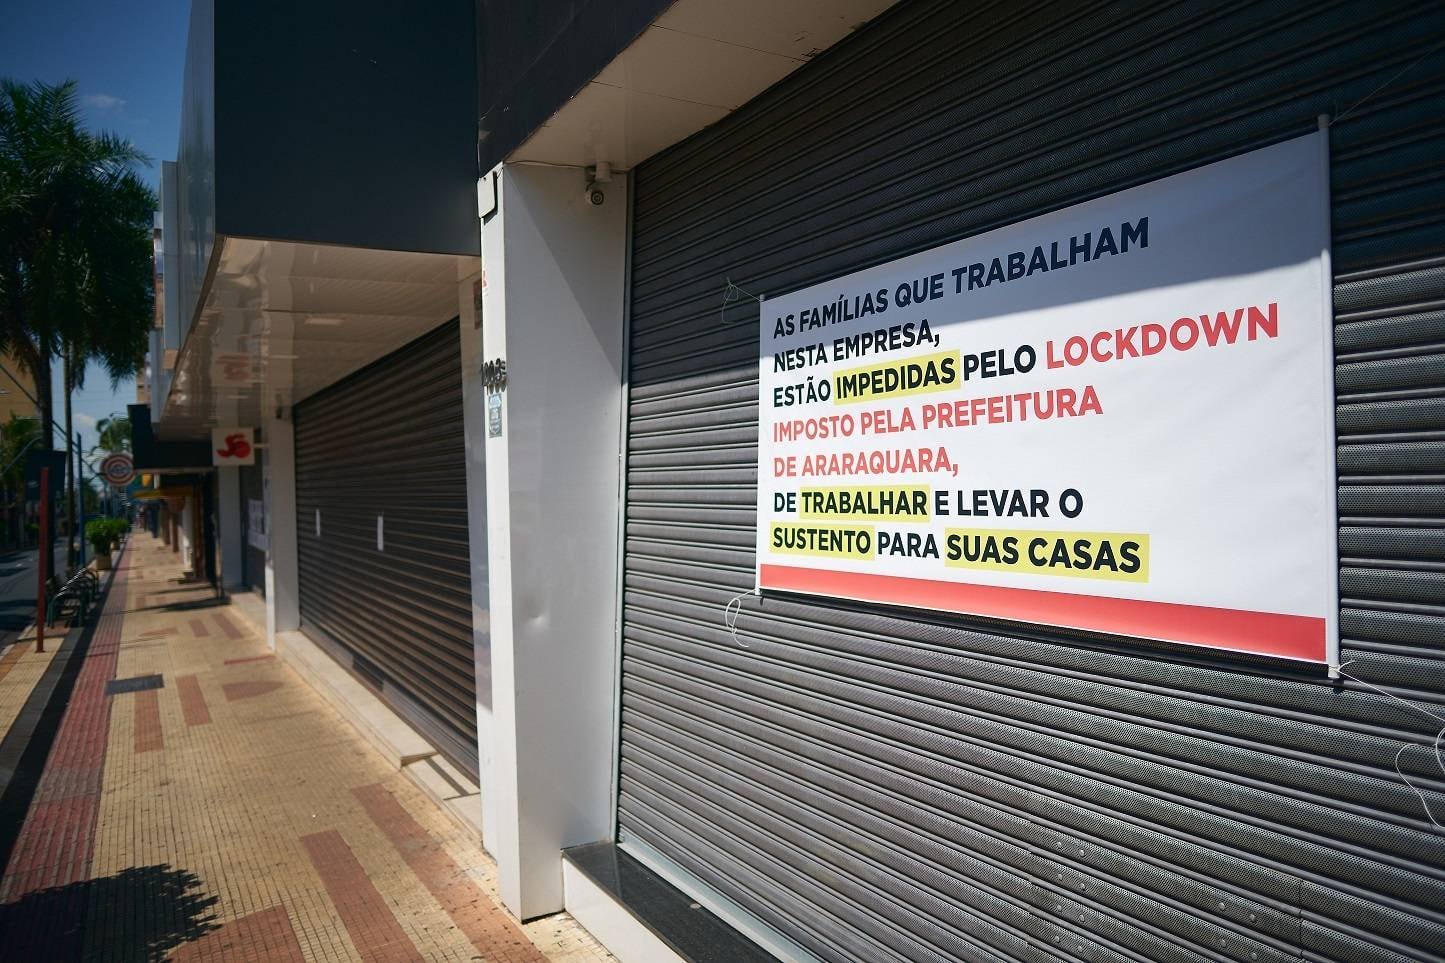 AS FAMÍLIAS QUE TRABALHAM
NESTA EMPRESA,
ESTÃO IMPEDIDAS PELO LOCKDOWN
IMPOSTO PELA PREFEITURA
DE ARARAQUARA,
DE TRABALHAR E LEVAR O
SUSTENTO PARA SUAS CASAS